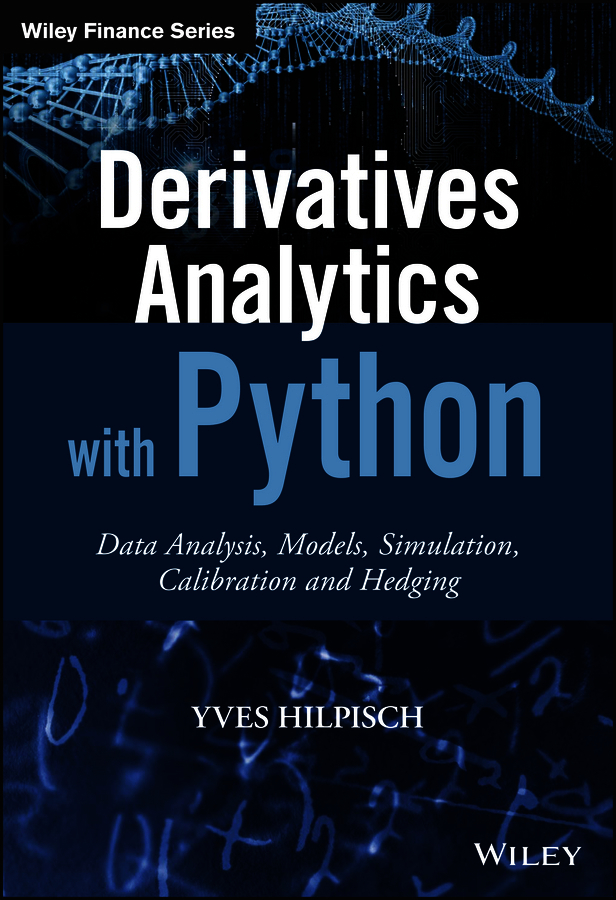 Wiley Finance Series
Derivatives
Analytics
with Python
Data Analysis, Models, Simulation,
Calibration and Hedging
YVES HILPISCH
WILEY